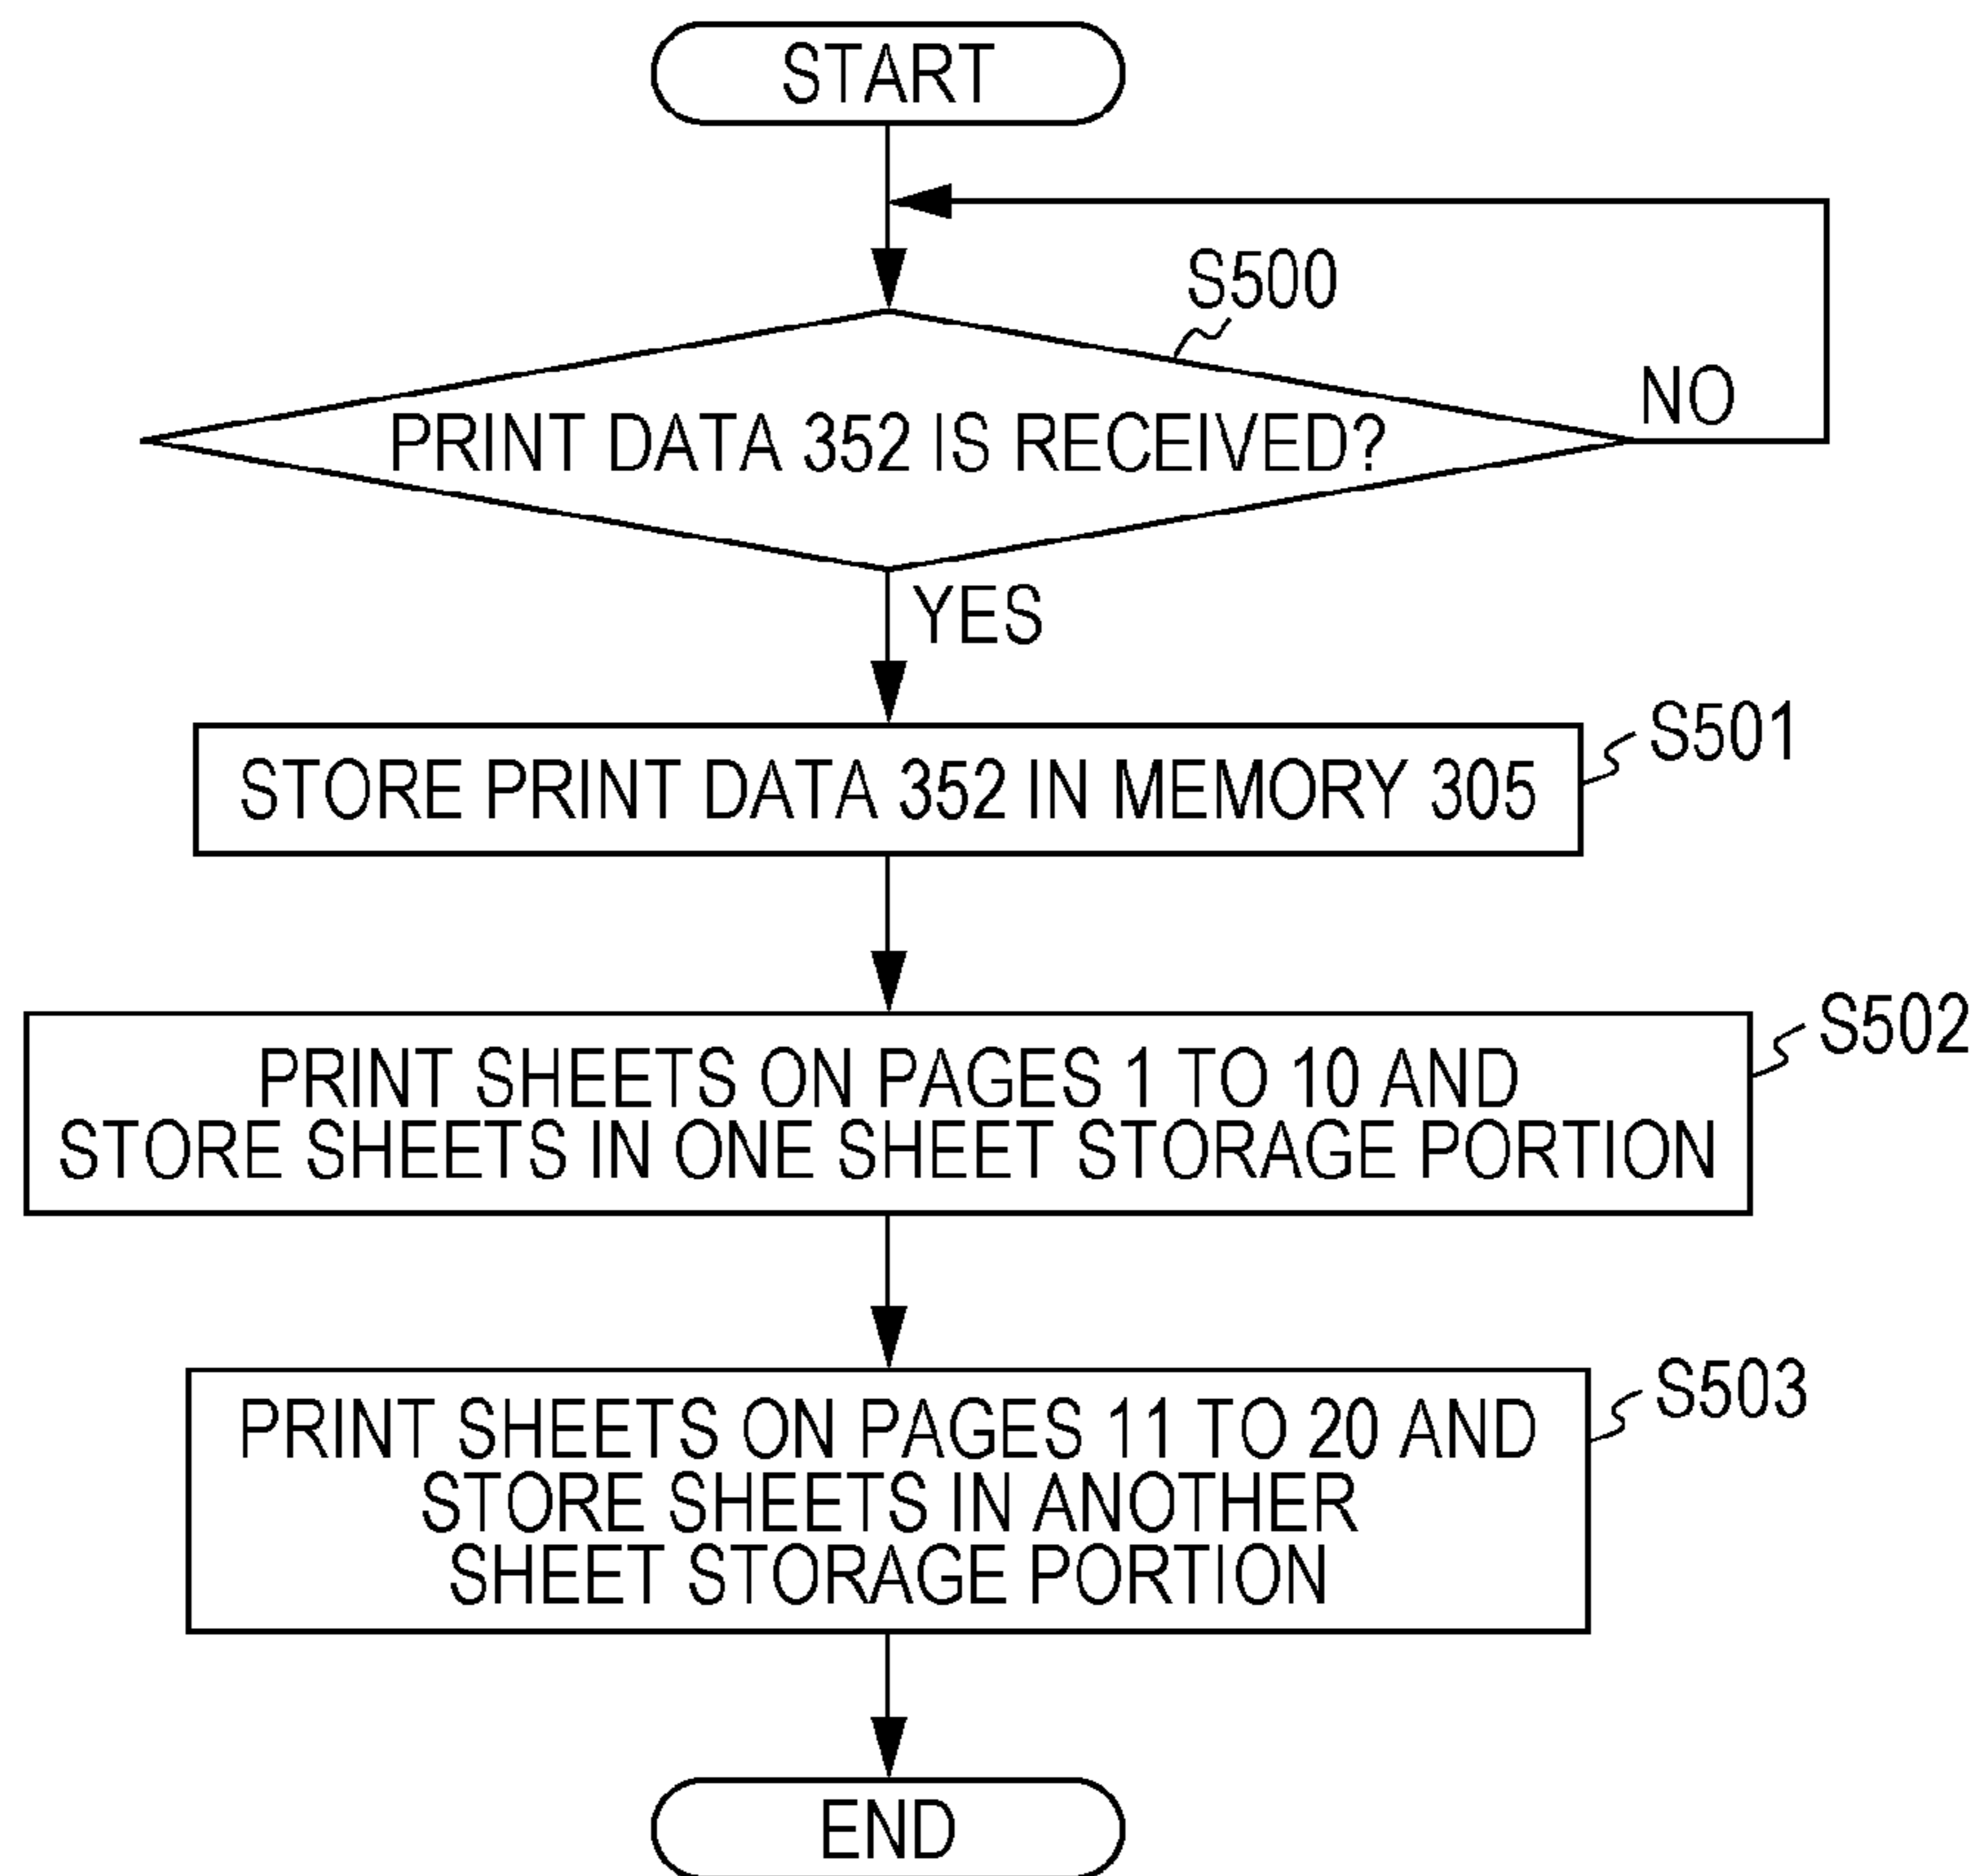 START
S500
NO
PRINT DATA 352 IS RECEIVED?
YES
S501
STORE PRINT DATA 352 IN MEMORY 305
S502
PRINT SHEETS ON PAGES 1 TO 10 AND
STORE SHEETS IN ONE SHEET STORAGE PORTION
S503
PRINT SHEETS ON PAGES 11 TO 20 AND
STORE SHEETS IN ANOTHER
SHEET STORAGE PORTION
END